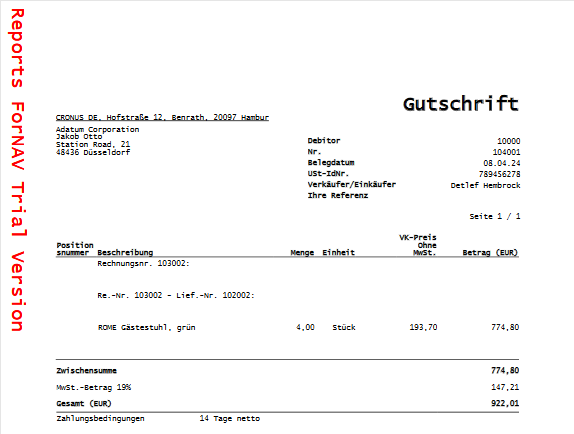 Reports ForNAV Trial Version
Gutschrift
CRONUS DE, Hofstraße 12, Benrath, 20097 Hambur
Adatum Corporation
Jakob Otto
Station Road, 21
48436 Düsseldorf
Debitor 10000
Nr. 104001
Belegdatum 08.04.24
USt-IdNr. 789456278
Verkäufer/Einkäufer Detlef Hembrock
Ihre Referenz
Seite 1 / 1
VK-Preis
Position Ohne
snummer Beschreibung Menge Einheit MwSt. Betrag (EUR)
Rechnungsnr. 103002:
Re.-Nr. 103002 - Lief.-Nr. 102002:
ROME Gästestuhl, grün 4,00 Stück 193,70 774,80
Zwischensumme 774,80
MwSt.-Betrag 19% 147,21
Gesamt (EUR) 922,01
Zahlungsbedingungen 14 Tage netto